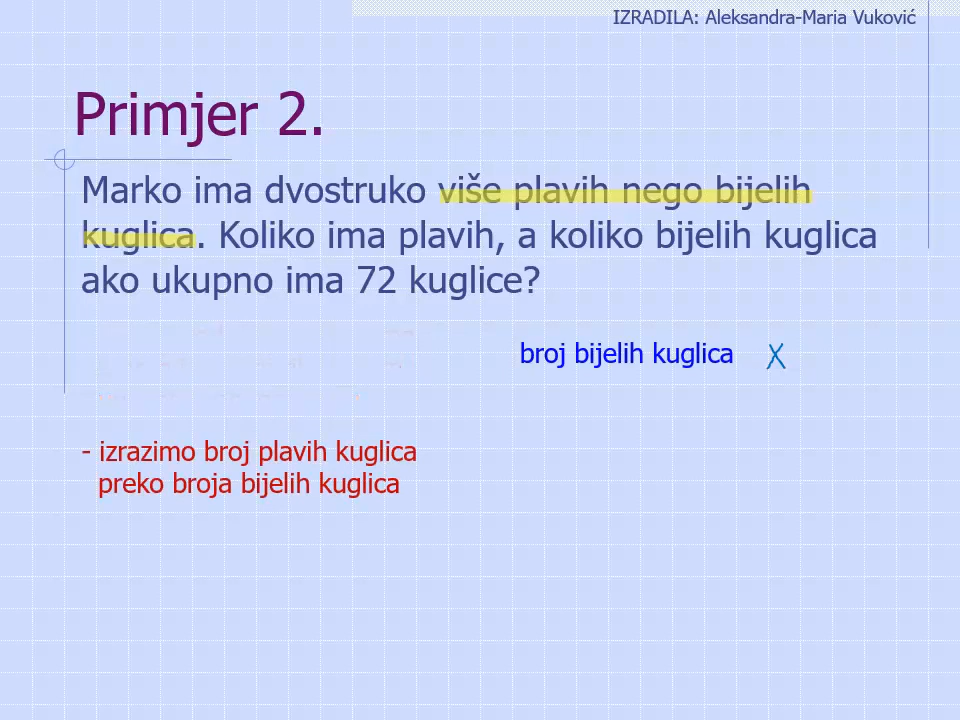 IZRADILA: Aleksandra-Maria Vuković
Primjer 2.
Marko ima dvostruko više plavih nego bijelih
kuglica. Koliko ima plavih, a koliko bijelih kuglica
ako ukupno ima 72 kuglice?
broj bijelih kuglica x
- izrazimo broj plavih kuglica
preko broja bijelih kuglica